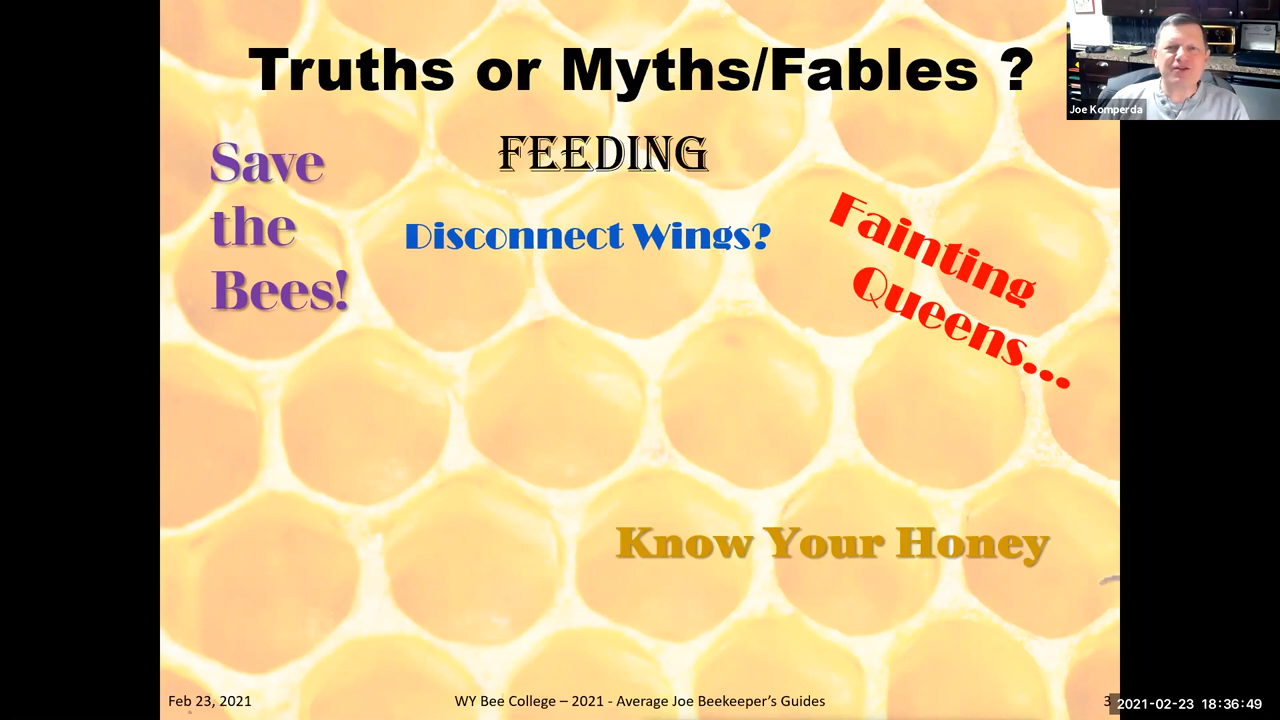 Truths or Myths/Fables ?
Joe Komperda
Save
the
Bees!
FEEDING
Disconnect Wings?
Fainting
Queens...
Know Your Honey
Feb 23, 2021
WY Bee College – 2021 - Average Joe Beekeeper's Guides
3
2021-02-23 18:36:49